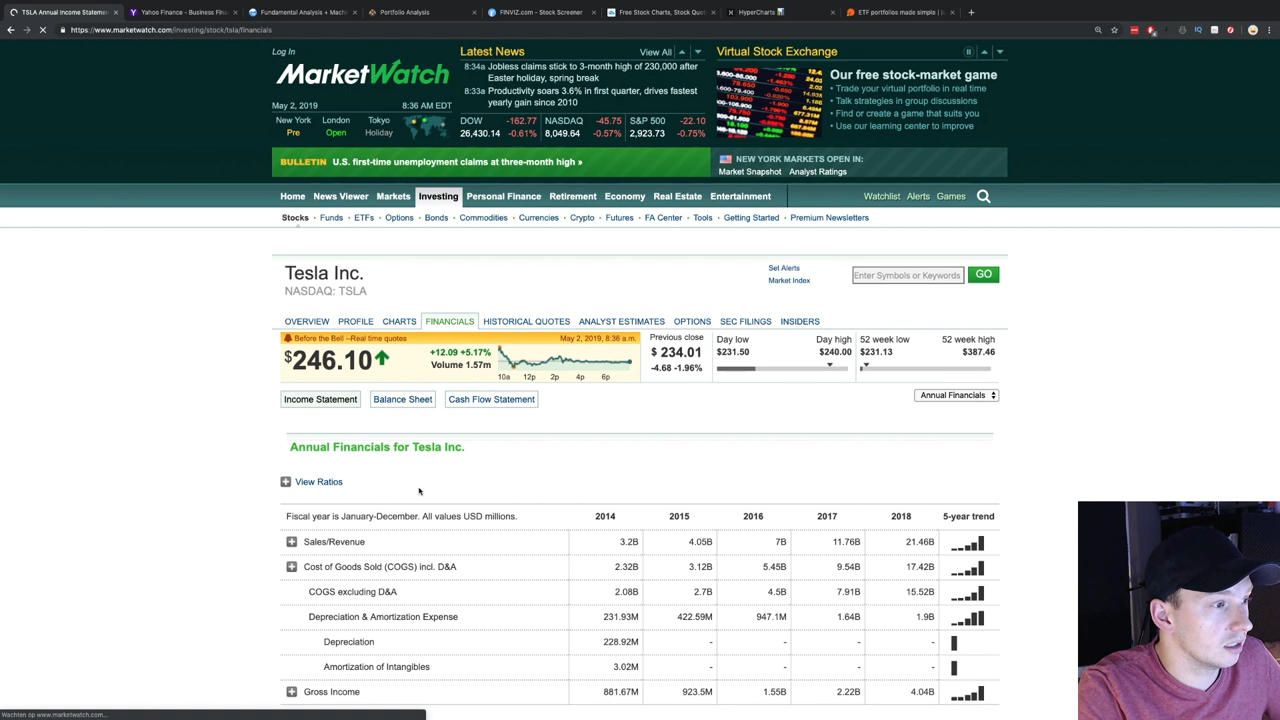 TSLA Annual Income Statemen
Yahoo Finance - Business Fin
Fundamental Analysis + Mach
Portfolio Analysis
FINVIZ.com - Stock Screener
Free Stock Charts, Stock Quot
HyperCharts
ETF portfolios made simple |
https://www.marketwatch.com/investing/stock/tsla/financials
Log In
MarketWatch
May 2, 2019 8:36 AM EDT
New York London Tokyo
Pre Open Holiday
Latest News View All
8:34a Jobless claims stick to 3-month high of 230,000 after
Easter holiday, spring break
8:33a Productivity soars 3.6% in first quarter, drives fastest
yearly gain since 2010
DOW -162.77 NASDAQ -45.75 S&P 500 -22.10
26,430.14 -0.61% 8,049.64 -0.57% 2,923.73 -0.75%
Virtual Stock Exchange
Our free stock-market game
Trade your virtual portfolio in real time
Talk strategies in group discussions
Find or create a game that suits you
Use our learning center to improve
BULLETIN U.S. first-time unemployment claims at three-month high »
NEW YORK MARKETS OPEN IN:
Market Snapshot Analyst Ratings
Home News Viewer Markets Investing Personal Finance Retirement Economy Real Estate Entertainment Watchlist Alerts Games
Stocks • Funds • ETFs • Options • Bonds • Commodities • Currencies • Crypto • Futures • FA Center • Tools • Getting Started • Premium Newsletters
Tesla Inc.
NASDAQ: TSLA
Set Alerts
Market Index
Enter Symbols or Keywords GO
OVERVIEW PROFILE CHARTS FINANCIALS HISTORICAL QUOTES ANALYST ESTIMATES OPTIONS SEC FILINGS INSIDERS
Before the Bell --Real time quotes May 2, 2019, 8:36 a.m.
$246.10 +12.09 +5.17%
Volume 1.57m
10a 12p 2p 4p 6p
Previous close
$ 234.01
-4.68 -1.96%
Day low Day high
$231.50 $240.00
52 week low 52 week high
$231.13 $387.46
Income Statement Balance Sheet Cash Flow Statement Annual Financials
Annual Financials for Tesla Inc.
View Ratios
Fiscal year is January-December. All values USD millions. 2014 2015 2016 2017 2018 5-year trend
Sales/Revenue 3.2B 4.05B 7B 11.76B 21.46B
Cost of Goods Sold (COGS) incl. D&A 2.32B 3.12B 5.45B 9.54B 17.42B
COGS excluding D&A 2.08B 2.7B 4.5B 7.91B 15.52B
Depreciation & Amortization Expense 231.93M 422.59M 947.1M 1.64B 1.9B
Depreciation 228.92M - - - -
Amortization of Intangibles 3.02M - - - -
Gross Income 881.67M 923.5M 1.55B 2.22B 4.04B
Wachten op www.marketwatch.com...